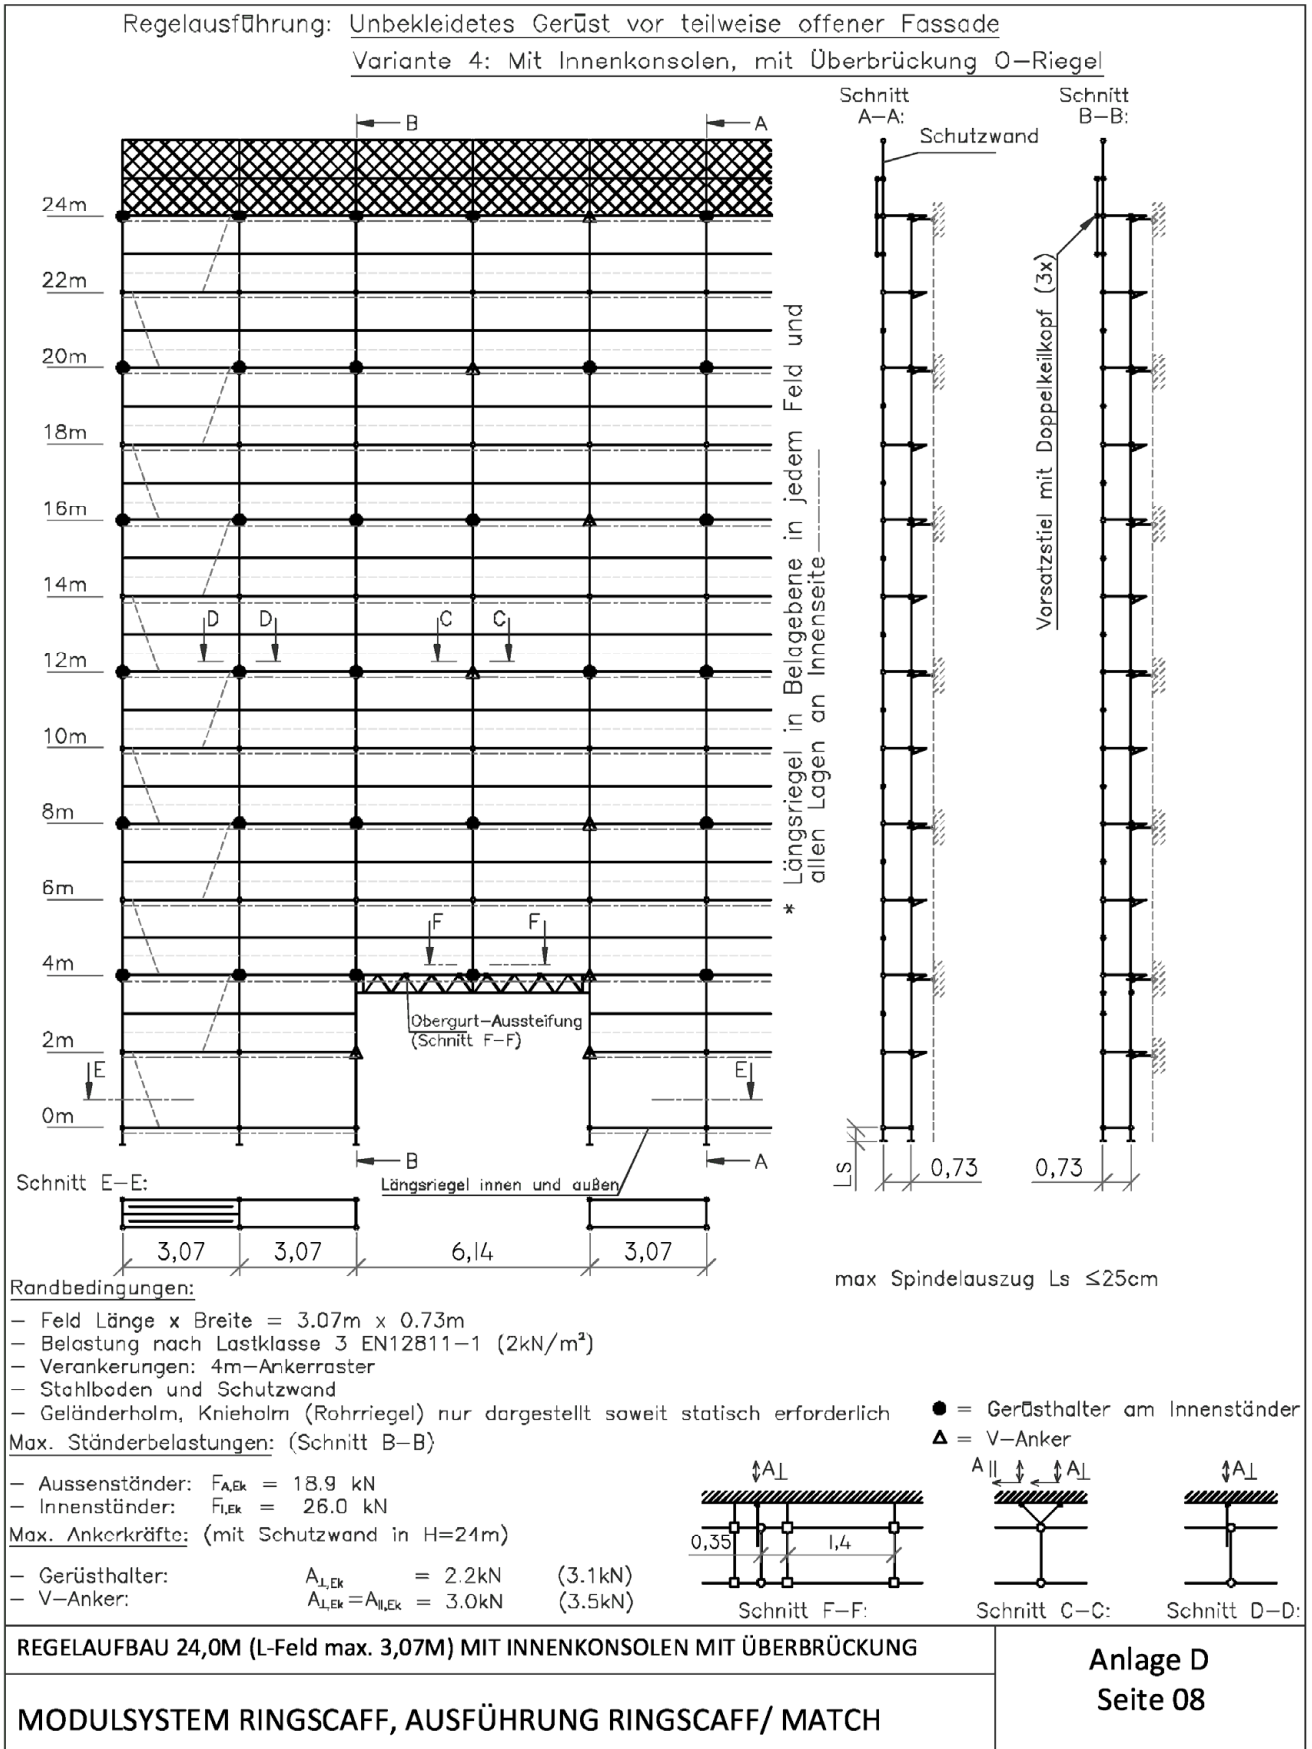 Regelausführung: Unbekleidetes Gerüst vor teilweise offener Fassade
Variante 4: Mit Innenkonsolen, mit Überbrückung O-Riegel
Schnitt
A-A:
Schnitt
B-B:
B
A
Schutzwand
24m
22m
20m
18m
16m
14m
12m
10m
8m
6m
4m
2m
0m
D
D
C
C
F
F
E
E
Obergurt-Aussteifung
(Schnitt F-F)
* Längsriegel in Belagebene in jedem Feld und
allen Lagen an Innenseite
Vorsatzstiel mit Doppelkeilkopf (3x)
B
A
Längsriegel innen und außen
LS
0,73
0,73
Schnitt E-E:
3,07
3,07
6,14
3,07
max Spindelauszug Ls ≤25cm
Randbedingungen:
- Feld Länge x Breite = 3.07m x 0.73m
- Belastung nach Lastklasse 3 EN12811-1 (2kN/m²)
- Verankerungen: 4m-Ankerraster
- Stahlboden und Schutzwand
- Geländerholm, Knieholm (Rohrriegel) nur dargestellt soweit statisch erforderlich
● = Gerüsthalter am Innenständer
△ = V-Anker
Max. Ständerbelastungen: (Schnitt B-B)
- Aussenständer: FA,Ek = 18.9 kN
- Innenständer: FI,Ek = 26.0 kN
Max. Ankerkräfte: (mit Schutzwand in H=24m)
- Gerüsthalter: A⊥,Ek = 2.2kN (3.1kN)
- V-Anker: A⊥,Ek=A||,Ek = 3.0kN (3.5kN)
A⊥
0,35
1,4
Schnitt F-F:
A||
A⊥
Schnitt C-C:
A⊥
Schnitt D-D:
REGELAUFBAU 24,0M (L-Feld max. 3,07M) MIT INNENKONSOLEN MIT ÜBERBRÜCKUNG
MODULSYSTEM RINGSCAFF, AUSFÜHRUNG RINGSCAFF/ MATCH
Anlage D
Seite 08